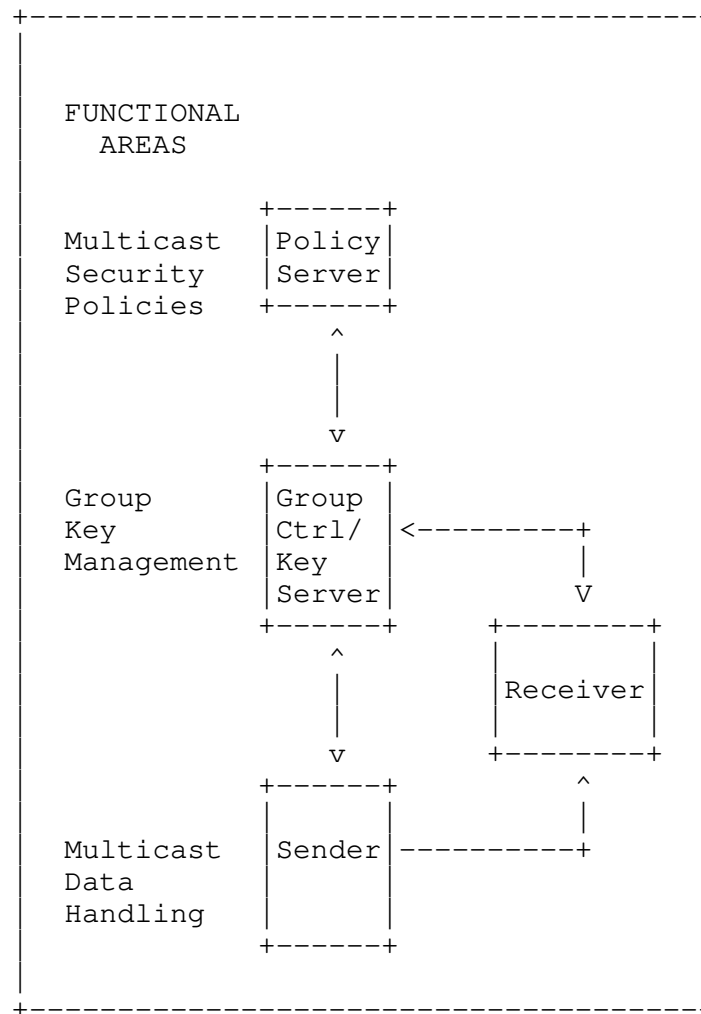 FUNCTIONAL
AREAS
Multicast Policy
Security Server
Policies
Group Group
Key Ctrl/
Management Key
Server
Receiver
Multicast Sender
Data
Handling